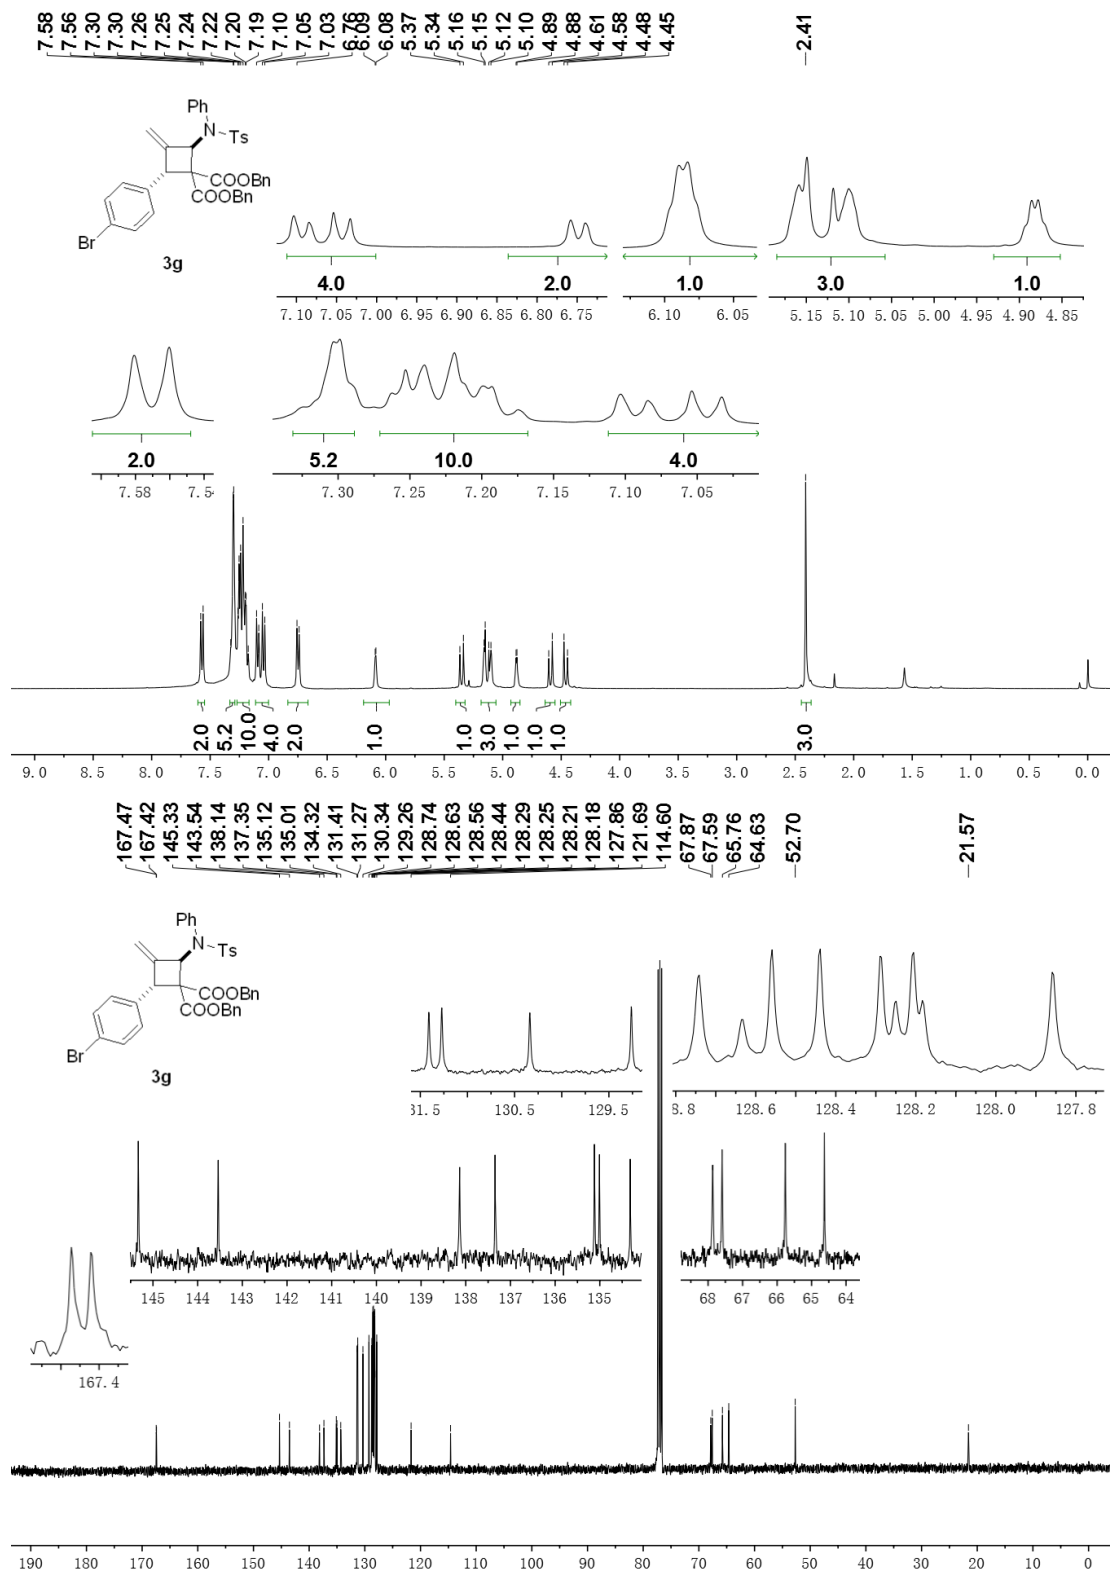 7.58 7.56 7.30 7.30 7.26 7.25 7.24 7.22 7.20 7.19 7.10 7.05 7.03 6.76 6.09 6.08 5.37 5.34 5.16 5.15 5.12 5.10 4.89 4.88 4.61 4.58 4.48 4.45 2.41
Ph
N
Ts
COOBn
COOBn
Br
3g
4.0 2.0 1.0 3.0 1.0
7.10 7.05 7.00 6.95 6.90 6.85 6.80 6.75 6.10 6.05 5.15 5.10 5.05 5.00 4.95 4.90 4.85
2.0 5.2 10.0 4.0
7.58 7.54 7.30 7.25 7.20 7.15 7.10 7.05
2.0 5.2 10.0 4.0 2.0 1.0 1.0 3.0 1.0 1.0 1.0 3.0
9.0 8.5 8.0 7.5 7.0 6.5 6.0 5.5 5.0 4.5 4.0 3.5 3.0 2.5 2.0 1.5 1.0 0.5 0.0
167.47 167.42 145.33 143.54 138.14 137.35 135.12 135.01 134.32 131.41 131.27 130.34 129.26 128.74 128.63 128.56 128.44 128.29 128.25 128.21 128.18 127.86 121.69 114.60 67.87 67.59 65.76 64.63 52.70 21.57
Ph
N
Ts
COOBn
COOBn
Br
3g
31.5 130.5 129.5 8.8 128.6 128.4 128.2 128.0 127.8
145 144 143 142 141 140 139 138 137 136 135 68 67 66 65 64
167.4
190 180 170 160 150 140 130 120 110 100 90 80 70 60 50 40 30 20 10 0